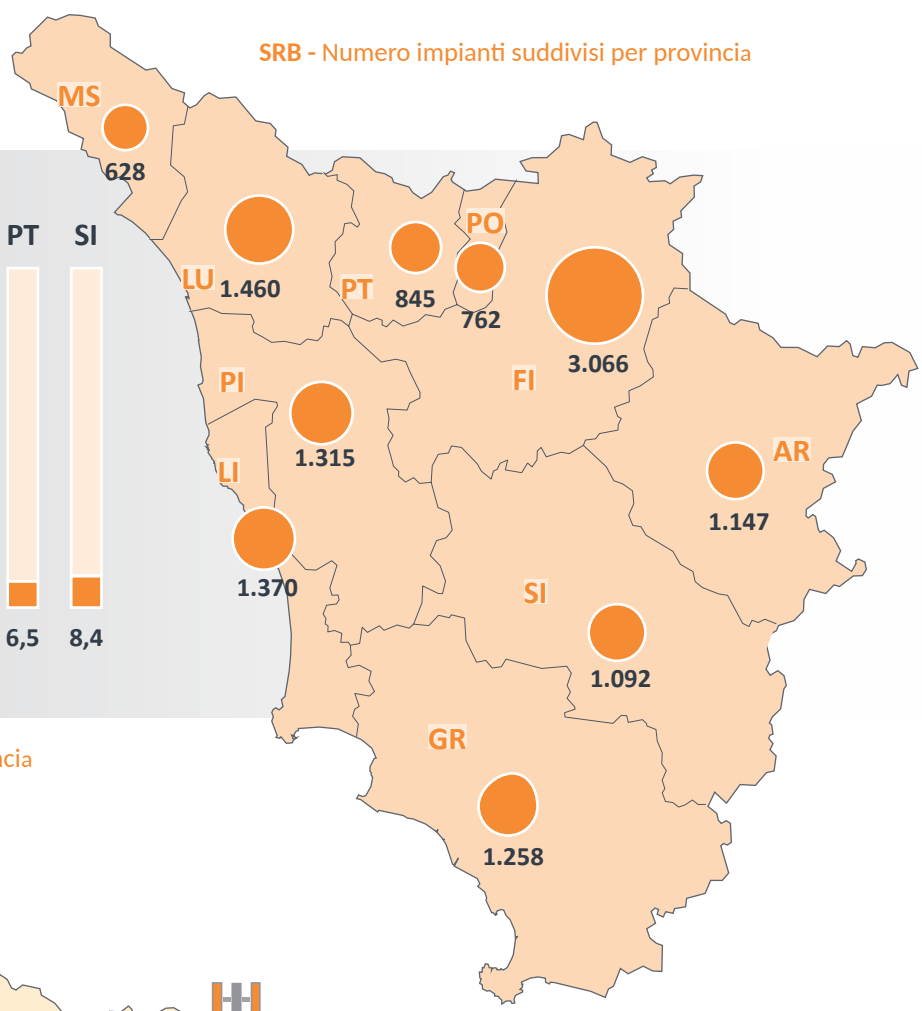 SRB - Numero impianti suddivisi per provincia
MS
628
PT SI
LU 1.460
PT
845
PO
762
3.066
FI
PI
1.315
LI
1.370
AR
1.147
SI
1.092
6,5 8,4
GR
1.258